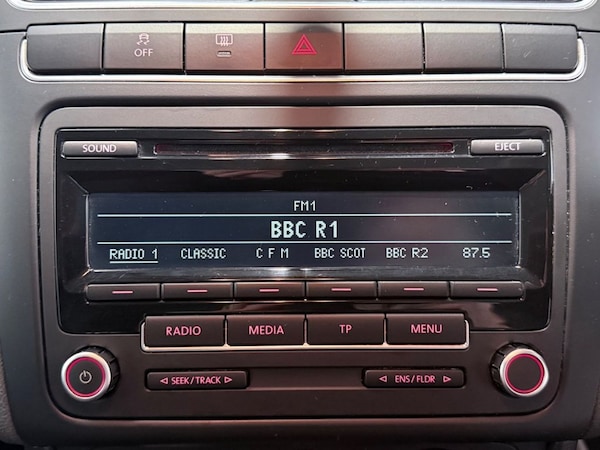 OFF
SOUND EJECT
FM1
BBC R1
RADIO 1 CLASSIC C F M BBC SCOT BBC R2 87.5
RADIO MEDIA TP MENU
◁ SEEK / TRACK ▷ ◁ ENS / FLDR ▷